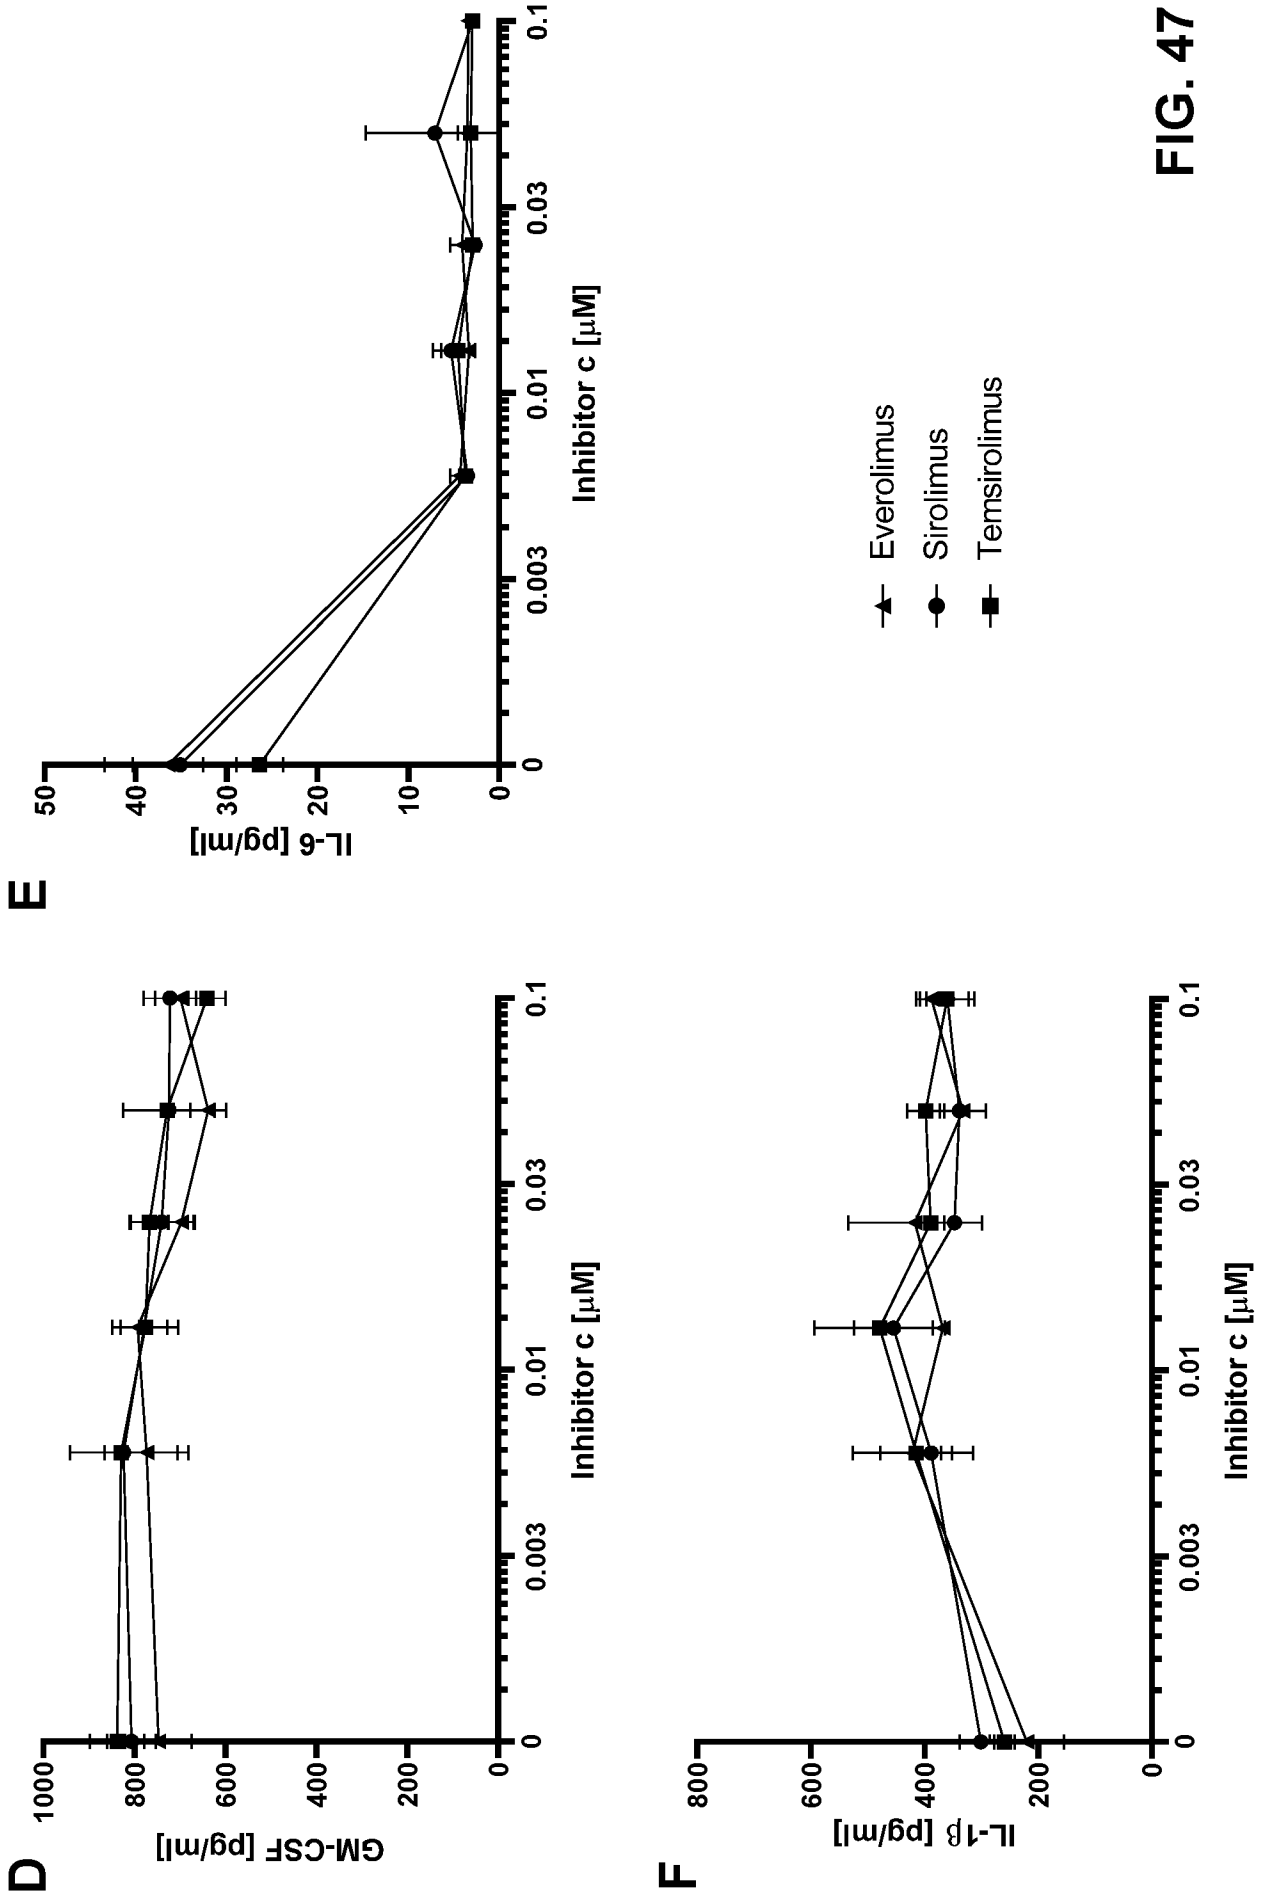 D
GM-CSF [pg/ml]
1000
800
600
400
200
0
0
0.003
0.01
0.03
0.1
Inhibitor c [μM]
E
IL-6 [pg/ml]
50
40
30
20
10
0
0
0.003
0.01
0.03
0.1
Inhibitor c [μM]
F
IL-1β [pg/ml]
800
600
400
200
0
0
0.003
0.01
0.03
0.1
Inhibitor c [μM]
Everolimus
Sirolimus
Temsirolimus
FIG. 47